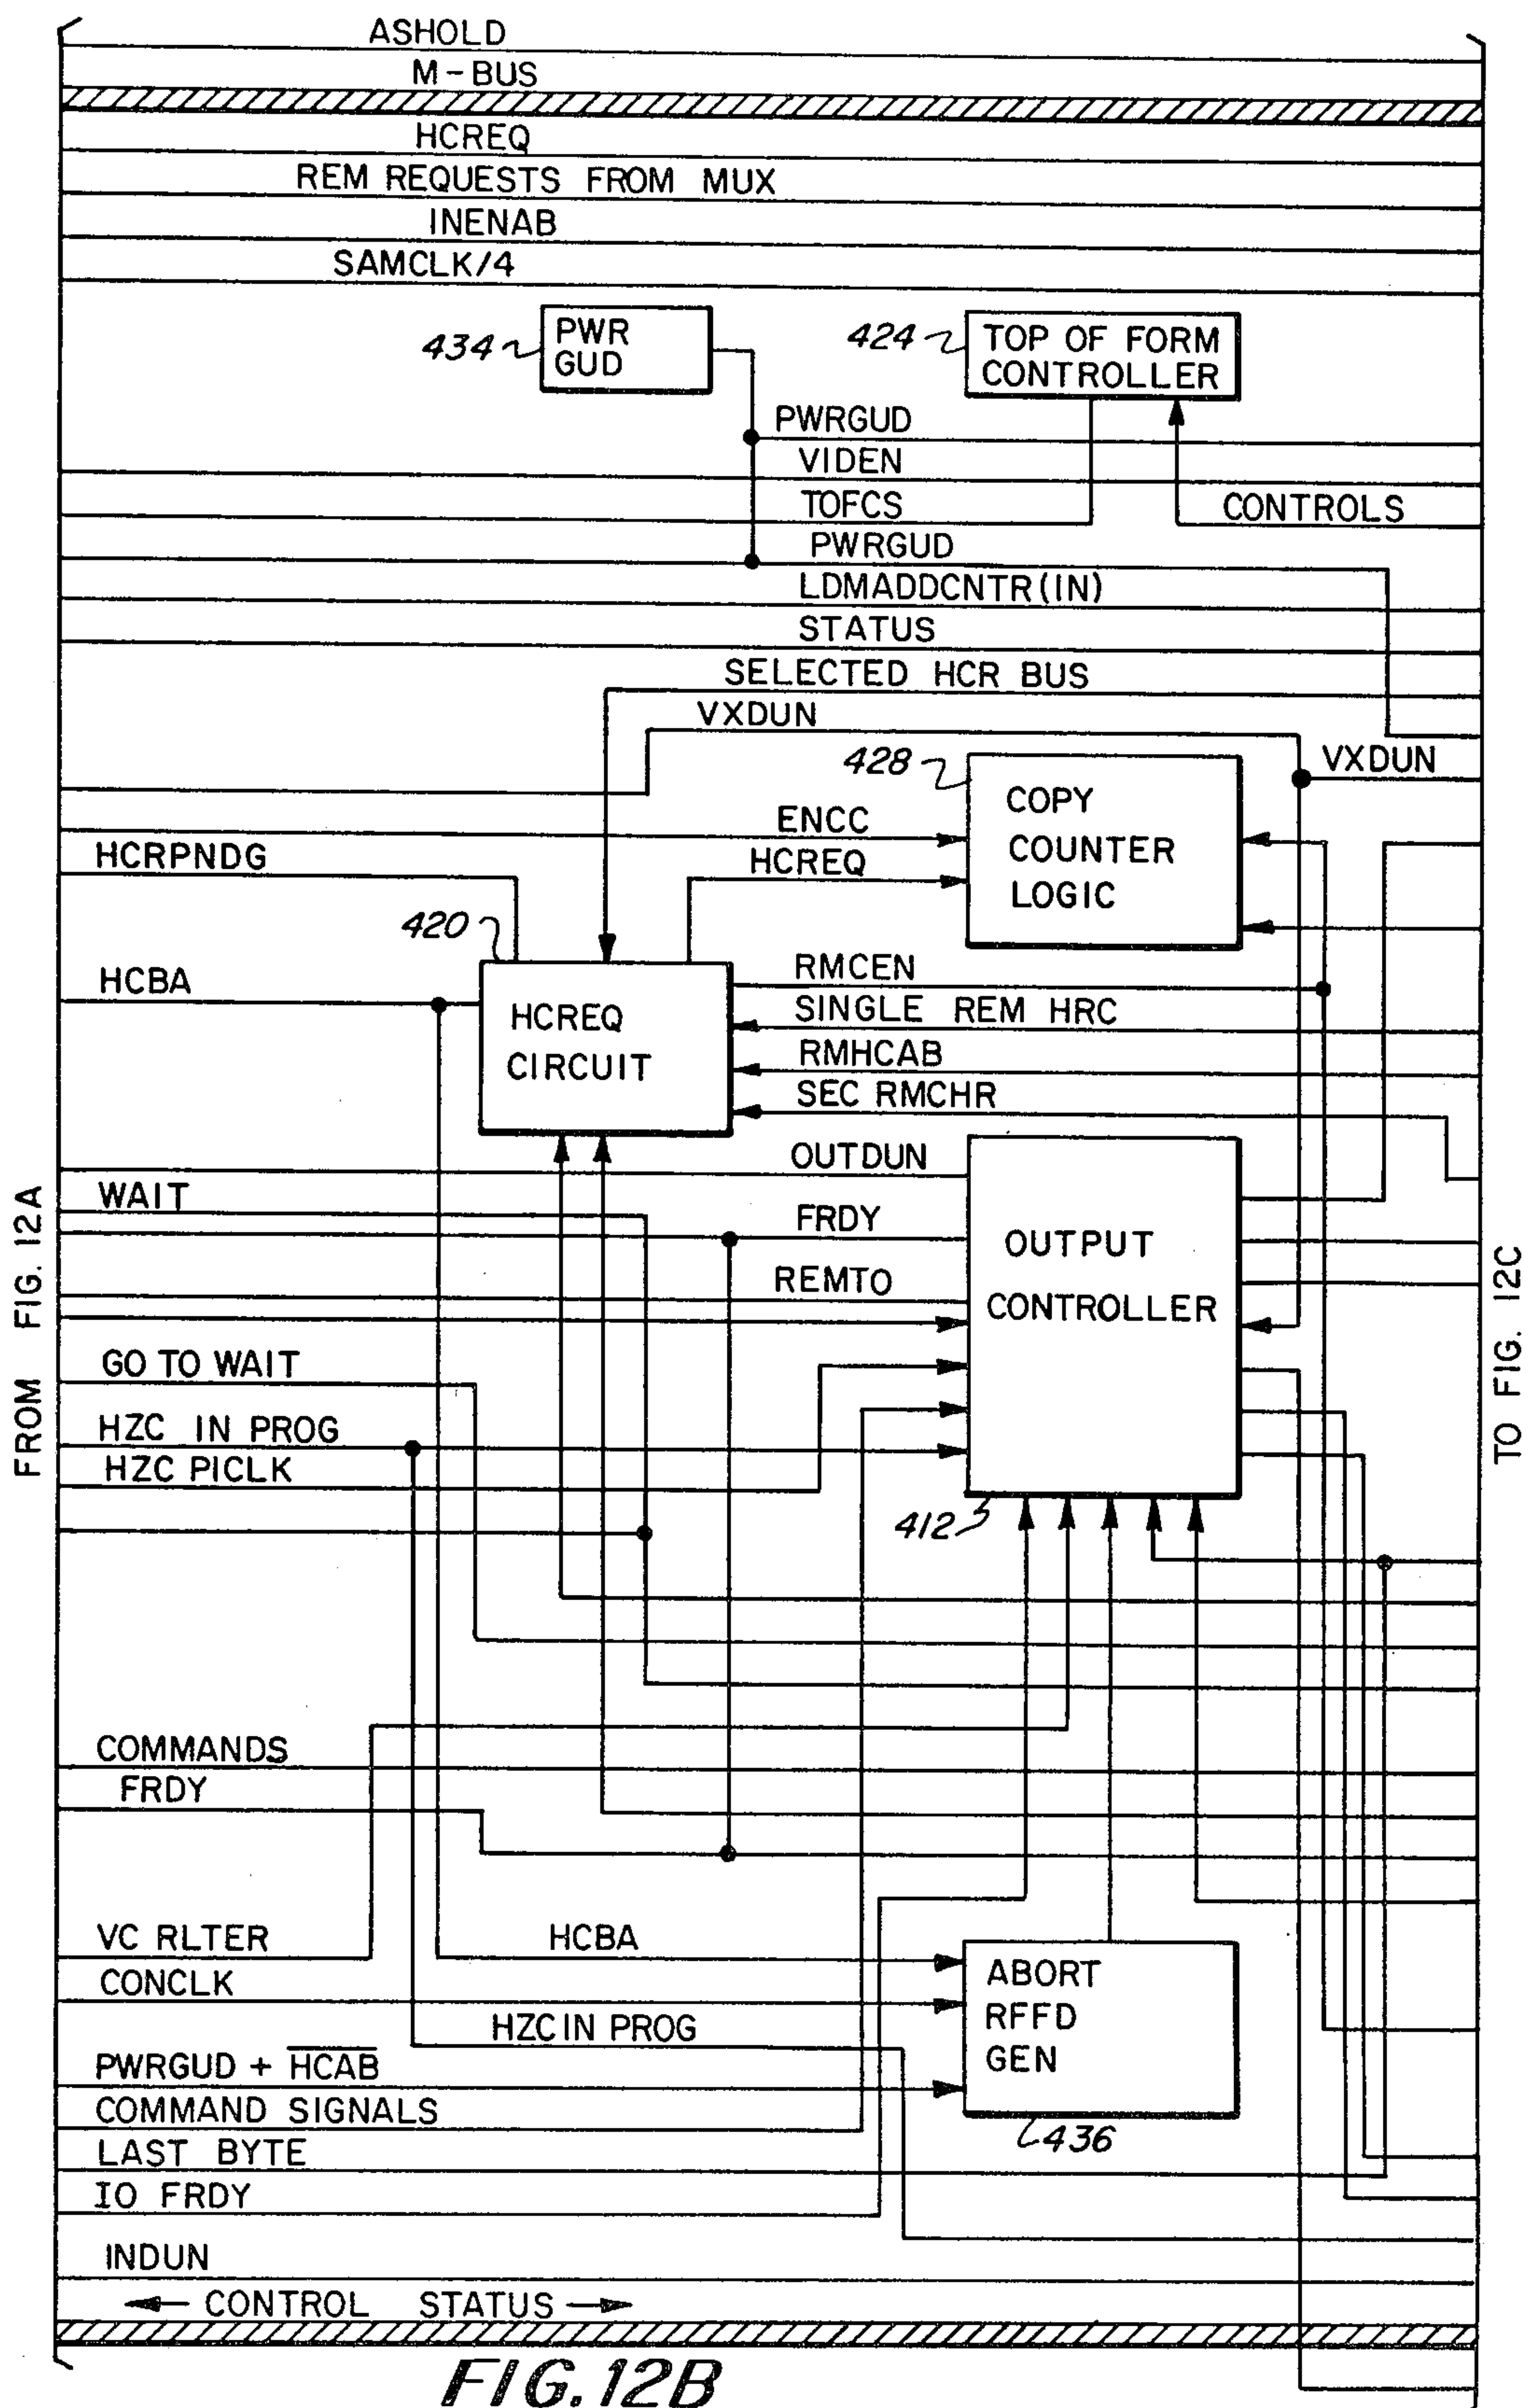 ASHOLD
M-BUS
HCREQ
REM REQUESTS FROM MUX
INENAB
SAMCLK/4
434
PWR
GUD
424
TOP OF FORM
CONTROLLER
PWRGUD
VIDEN
TOFCS
CONTROLS
PWRGUD
LDMADDCNTR(IN)
STATUS
SELECTED HCR BUS
VXDUN
VXDUN
428
COPY
COUNTER
LOGIC
ENCC
HCREQ
HCRPNDG
420
HCBA
HCREQ
CIRCUIT
RMCEN
SINGLE REM HRC
RMHCAB
SEC RMCHR
OUTDUN
WAIT
FRDY
OUTPUT
CONTROLLER
REMTO
FROM FIG. 12A
TO FIG. 12C
GO TO WAIT
HZC IN PROG
HZC PICLK
412
COMMANDS
FRDY
VC RLTER
HCBA
CONCLK
ABORT
RFFD
GEN
HZC IN PROG
PWRGUD + H̅C̅A̅B̅
COMMAND SIGNALS
436
LAST BYTE
IO FRDY
INDUN
← CONTROL STATUS →
FIG. 12B